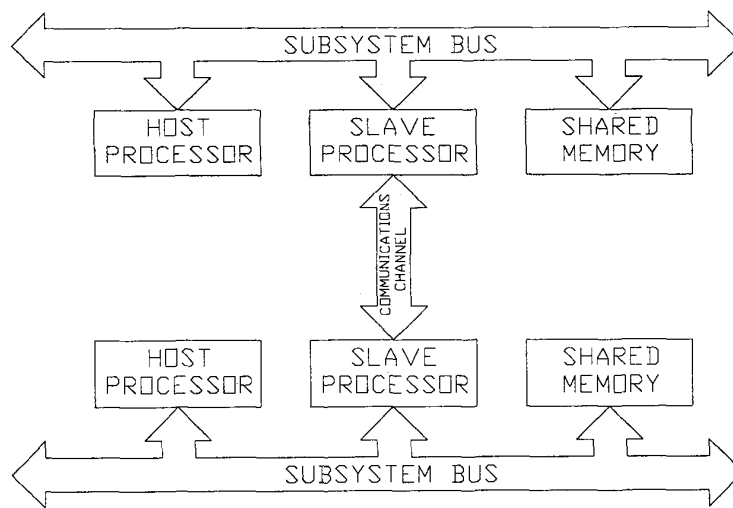 SUBSYSTEM BUS
HOST
PROCESSOR
SLAVE
PROCESSOR
SHARED
MEMORY
COMMUNICATIONS
CHANNEL
HOST
PROCESSOR
SLAVE
PROCESSOR
SHARED
MEMORY
SUBSYSTEM BUS